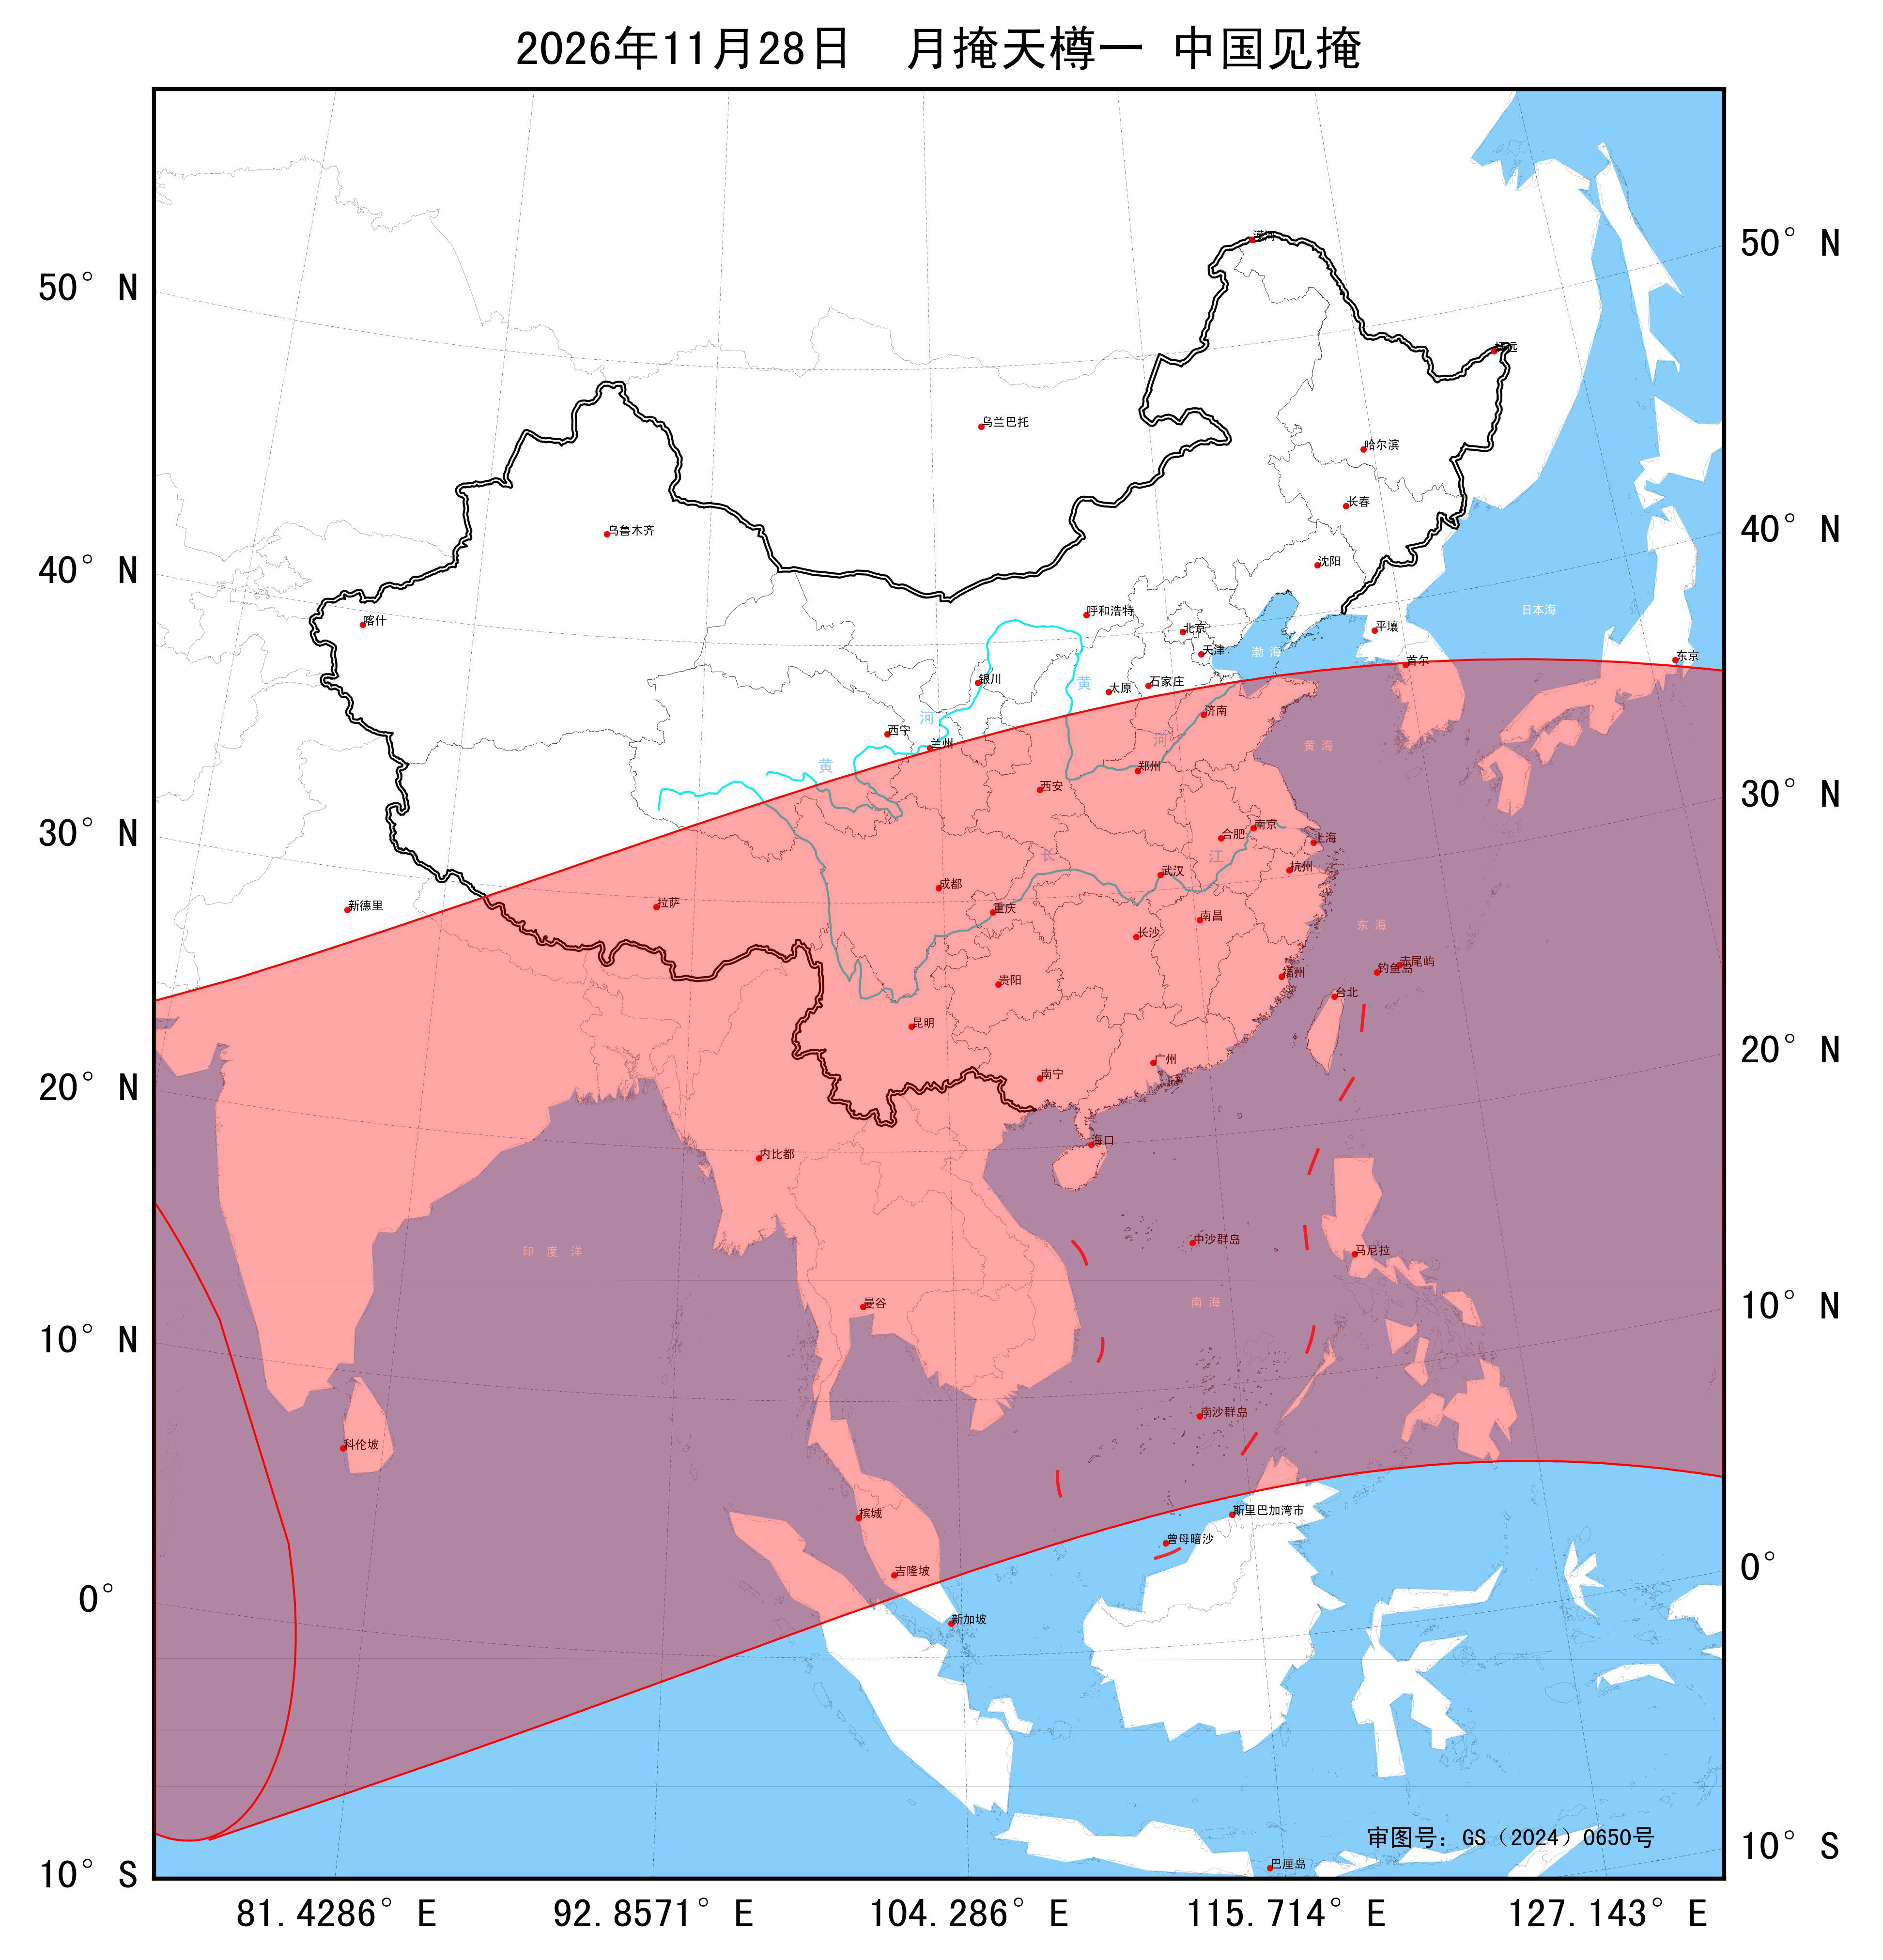 2026年11月28日 月掩天樽一 中国见掩
50° N
50° N
40° N
40° N
30° N
30° N
20° N
20° N
10° N
10° N
0°
0°
10° S
10° S
81.4286° E
92.8571° E
104.286° E
115.714° E
127.143° E
漠河
抚远
乌兰巴托
哈尔滨
长春
乌鲁木齐
沈阳
呼和浩特
日本海
喀什
北京
平壤
天津
渤 海
首尔
东京
银川
黄
太原
石家庄
济南
河
西宁
兰州
河
黄 海
黄
郑州
西安
南京
合肥
上海
长
江
杭州
武汉
成都
新德里
拉萨
重庆
南昌
东 海
长沙
赤尾屿
钓鱼岛
福州
贵阳
台北
昆明
广州
南宁
海口
内比都
中沙群岛
马尼拉
印 度 洋
南 海
曼谷
南沙群岛
科伦坡
槟城
斯里巴加湾市
曾母暗沙
吉隆坡
新加坡
审图号：GS（2024）0650号
巴厘岛